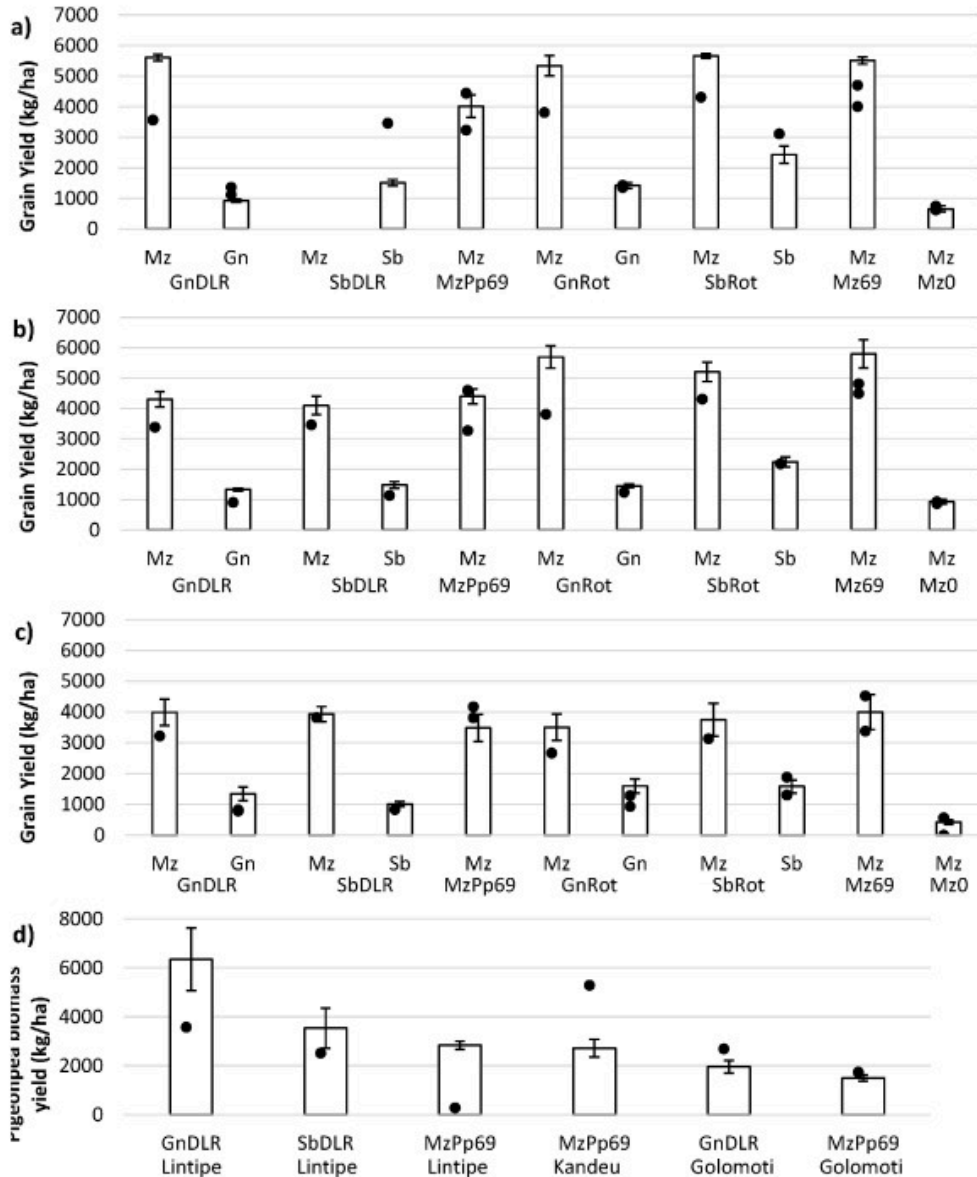 a)
Grain Yield (kg/ha)
7000
6000
5000
4000
3000
2000
1000
0
Mz Gn Mz Sb Mz Mz Gn Mz Sb Mz Mz
GnDLR SbDLR MzPp69 GnRot SbRot Mz69 Mz0
b)
Grain Yield (kg/ha)
7000
6000
5000
4000
3000
2000
1000
0
Mz Gn Mz Sb Mz Mz Gn Mz Sb Mz Mz
GnDLR SbDLR MzPp69 GnRot SbRot Mz69 Mz0
c)
Grain Yield (kg/ha)
7000
6000
5000
4000
3000
2000
1000
0
Mz Gn Mz Sb Mz Mz Gn Mz Sb Mz Mz
GnDLR SbDLR MzPp69 GnRot SbRot Mz69 Mz0
d)
Pigeonpea biomass
yield (kg/ha)
8000
6000
4000
2000
0
GnDLR SbDLR MzPp69 MzPp69 GnDLR MzPp69
Lintipe Lintipe Lintipe Kandeu Golomoti Golomoti